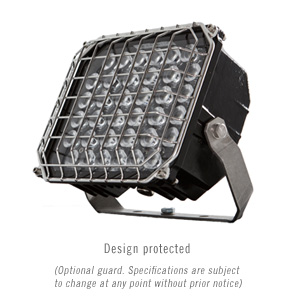 Design protected
(Optional guard. Specifications are subject
to change at any point without prior notice)